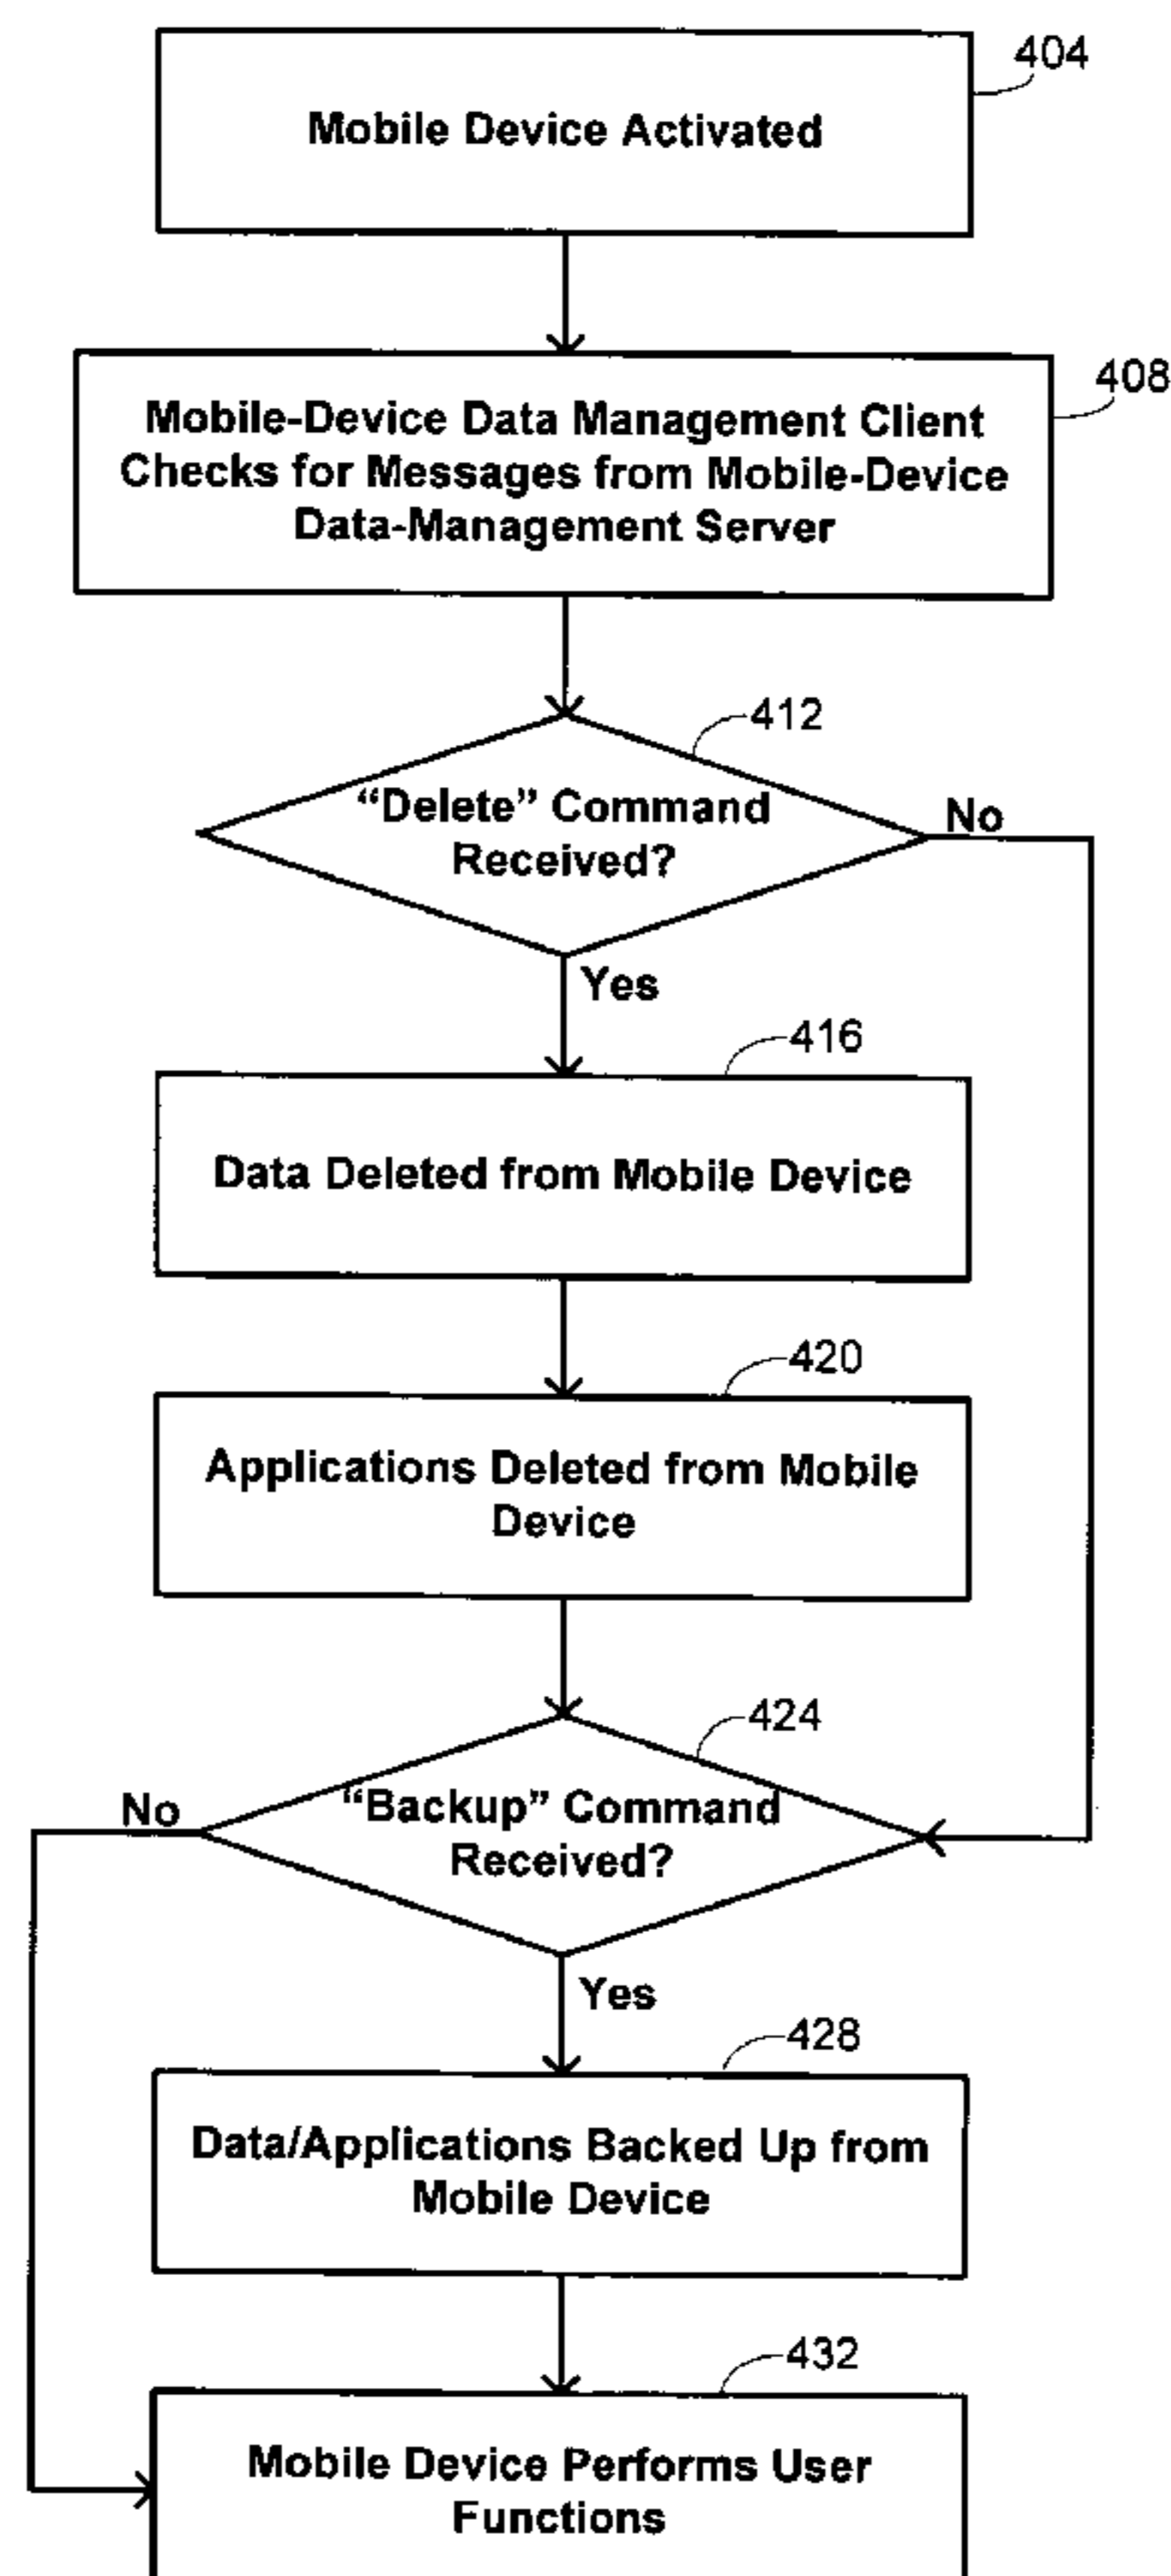 404
Mobile Device Activated
408
Mobile-Device Data Management Client
Checks for Messages from Mobile-Device
Data-Management Server
412
“Delete” Command
Received?
No
Yes
416
Data Deleted from Mobile Device
420
Applications Deleted from Mobile
Device
424
“Backup” Command
Received?
No
Yes
428
Data/Applications Backed Up from
Mobile Device
432
Mobile Device Performs User
Functions